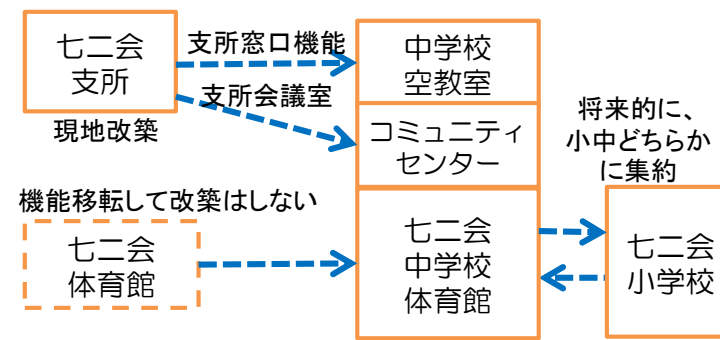 七二会
支所
現地改築
支所窓口機能
支所会議室
中学校
空教室
コミュニティ
センター
将来的に、
小中どちらか
に集約
機能移転して改築はしない
七二会
体育館
七二会
中学校
体育館
七二会
小学校